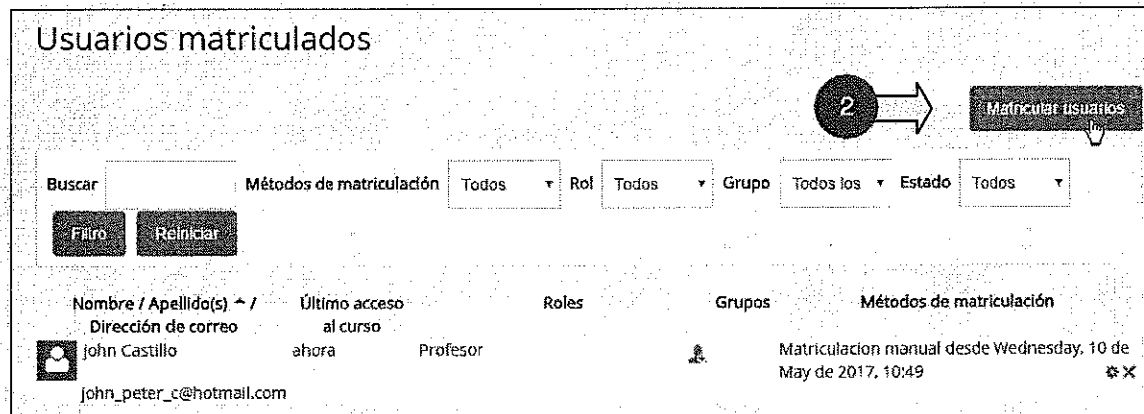 Usuarios matriculados
2
Matricular usuarios
Buscar Métodos de matriculación Todos Rol Todos Grupo Todos los Estado Todos
Filtro Reiniciar
Nombre / Apellido(s) / Último acceso Roles Grupos Métodos de matriculación
Dirección de correo al curso
john Castillo ahora Profesor Matriculacion manual desde Wednesday, 10 de
May de 2017, 10:49
john_peter_c@hotmail.com